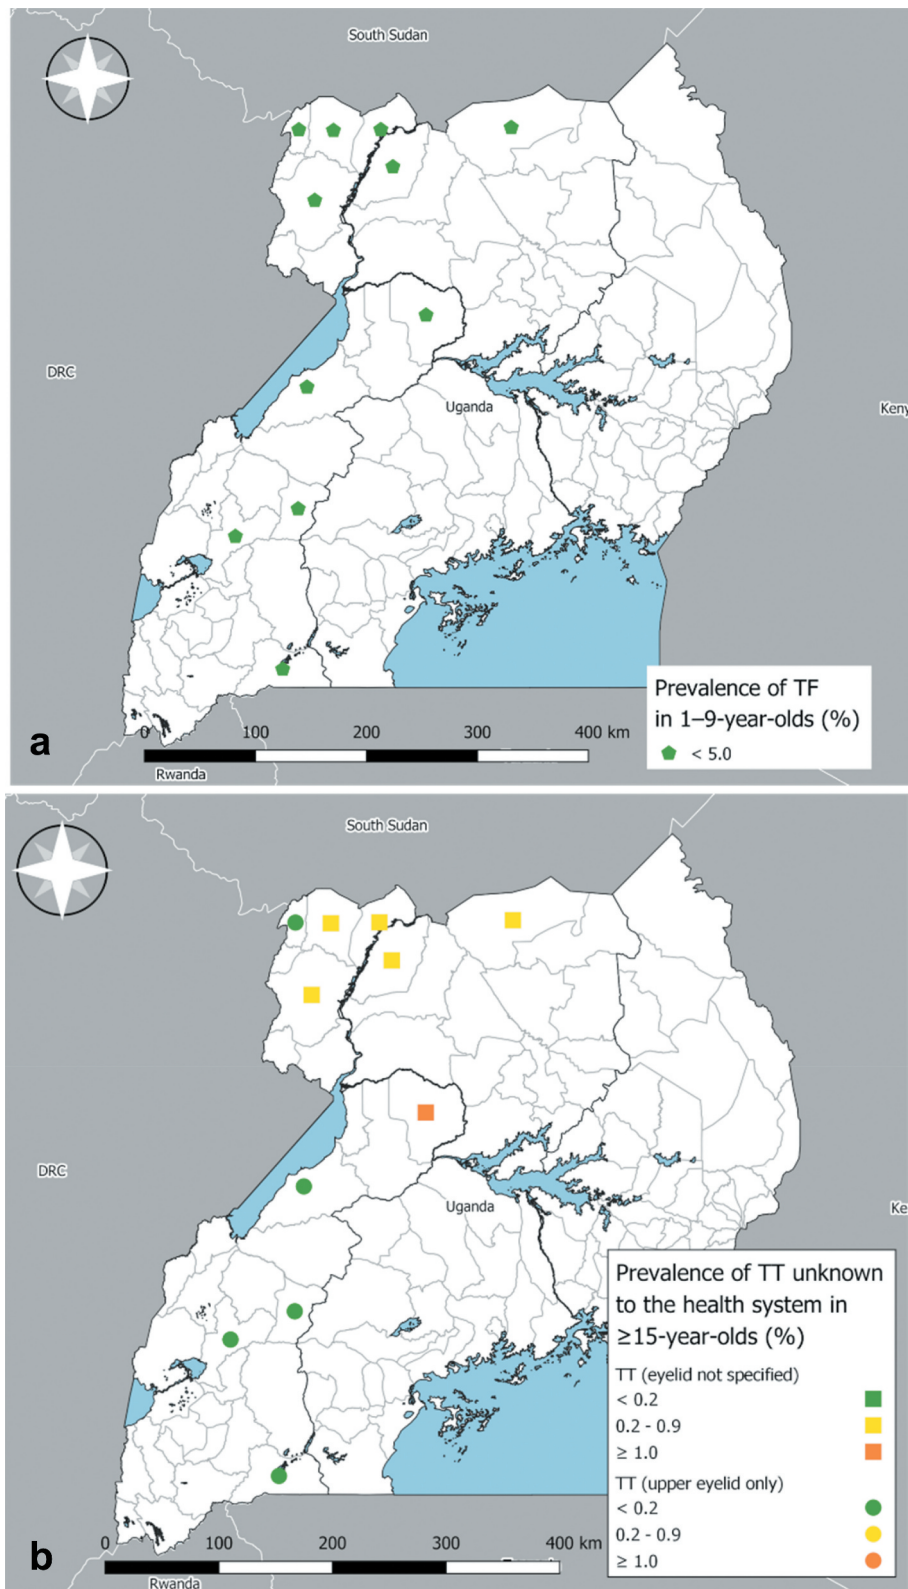 South Sudan
DRC
Uganda
Keny
Prevalence of TF
in 1–9-year-olds (%)
< 5.0
a
0 100 200 300 400 km
Rwanda
South Sudan
DRC
Uganda
Ke
Prevalence of TT unknown
to the health system in
≥15-year-olds (%)
TT (eyelid not specified)
< 0.2
0.2 - 0.9
≥ 1.0
TT (upper eyelid only)
< 0.2
0.2 - 0.9
≥ 1.0
b
0 100 200 300 400 km
Rwanda